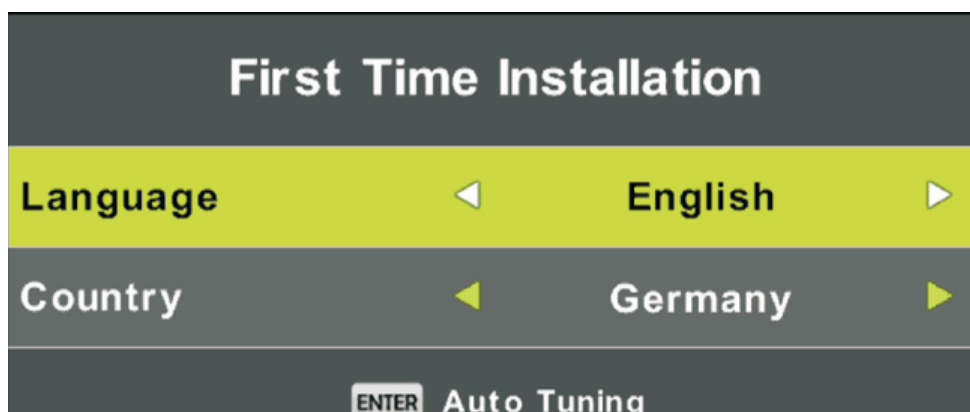 First Time Installation
Language English
Country Germany
ENTER Auto Tuning